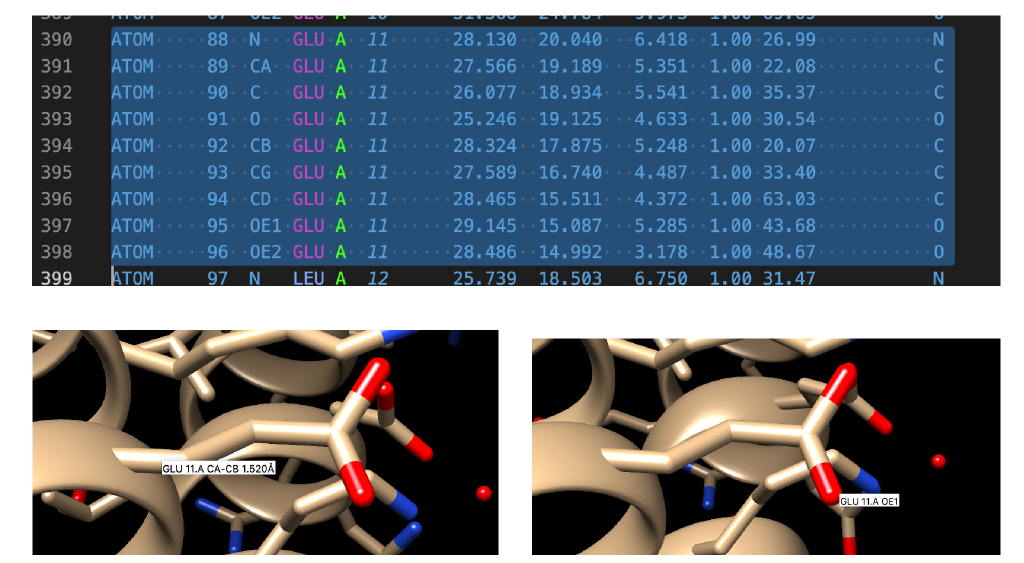 390 ATOM 88 N GLU A 11 28.130 20.040 6.418 1.00 26.99 N
391 ATOM 89 CA GLU A 11 27.566 19.189 5.351 1.00 22.08 C
392 ATOM 90 C GLU A 11 26.077 18.934 5.541 1.00 35.37 C
393 ATOM 91 O GLU A 11 25.246 19.125 4.633 1.00 30.54 O
394 ATOM 92 CB GLU A 11 28.324 17.875 5.248 1.00 20.07 C
395 ATOM 93 CG GLU A 11 27.589 16.740 4.487 1.00 33.40 C
396 ATOM 94 CD GLU A 11 28.465 15.511 4.372 1.00 63.03 C
397 ATOM 95 OE1 GLU A 11 29.145 15.087 5.285 1.00 43.68 O
398 ATOM 96 OE2 GLU A 11 28.486 14.992 3.178 1.00 48.67 O
399 ATOM 97 N LEU A 12 25.739 18.503 6.750 1.00 31.47 N
GLU 11.A CA-CB 1.520Å
GLU 11.A OE1